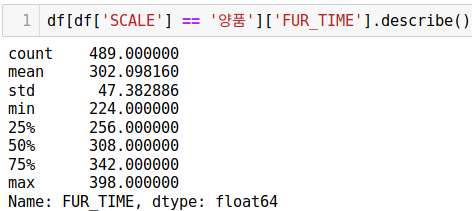 1 df[df['SCALE'] == '양품']['FUR_TIME'].describe()
count 489.000000
mean 302.098160
std 47.382886
min 224.000000
25% 256.000000
50% 308.000000
75% 342.000000
max 398.000000
Name: FUR_TIME, dtype: float64